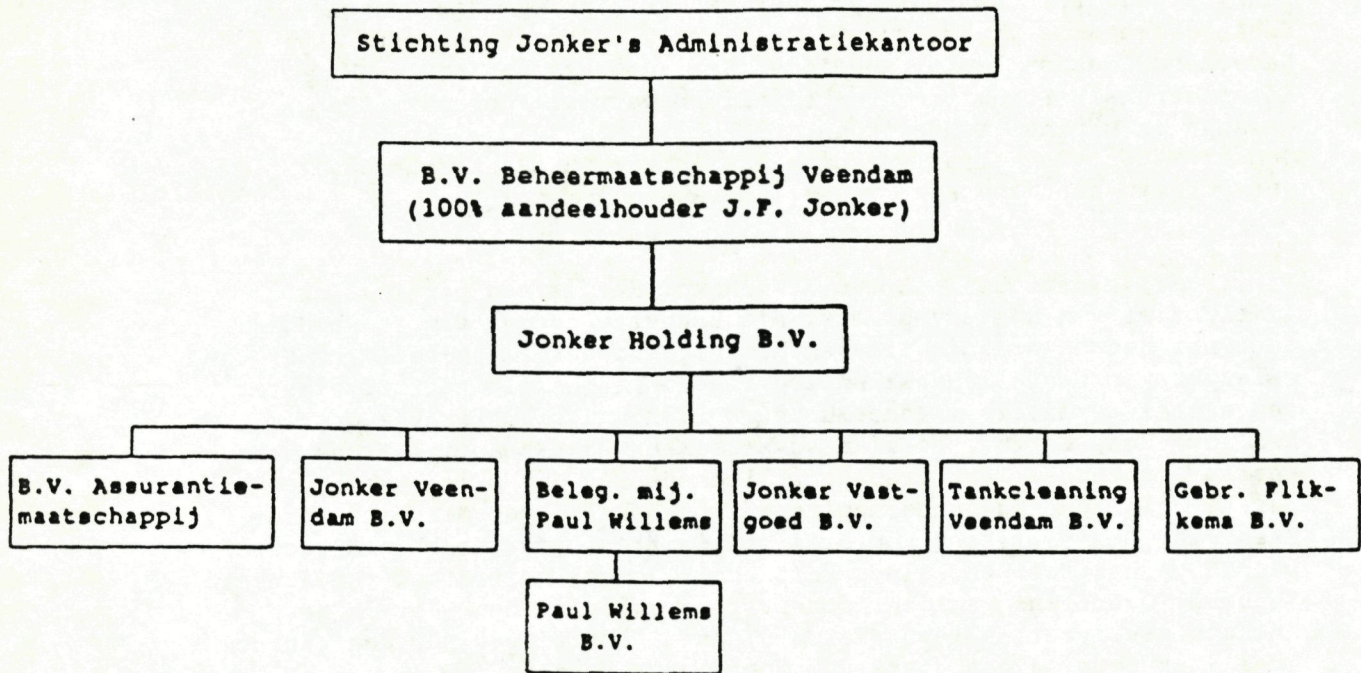 Stichting Jonker's Administratiekantoor
B.V. Beheermaatschappij Veendam
(100% aandeelhouder J.F. Jonker)
Jonker Holding B.V.
B.V. Assurantie-
maatschappij
Jonker Veen-
dam B.V.
Beleg. mij.
Paul Willems
Jonker Vast-
goed B.V.
Tankcleaning
Veendam B.V.
Gebr. Flik-
kema B.V.
Paul Willems
B.V.